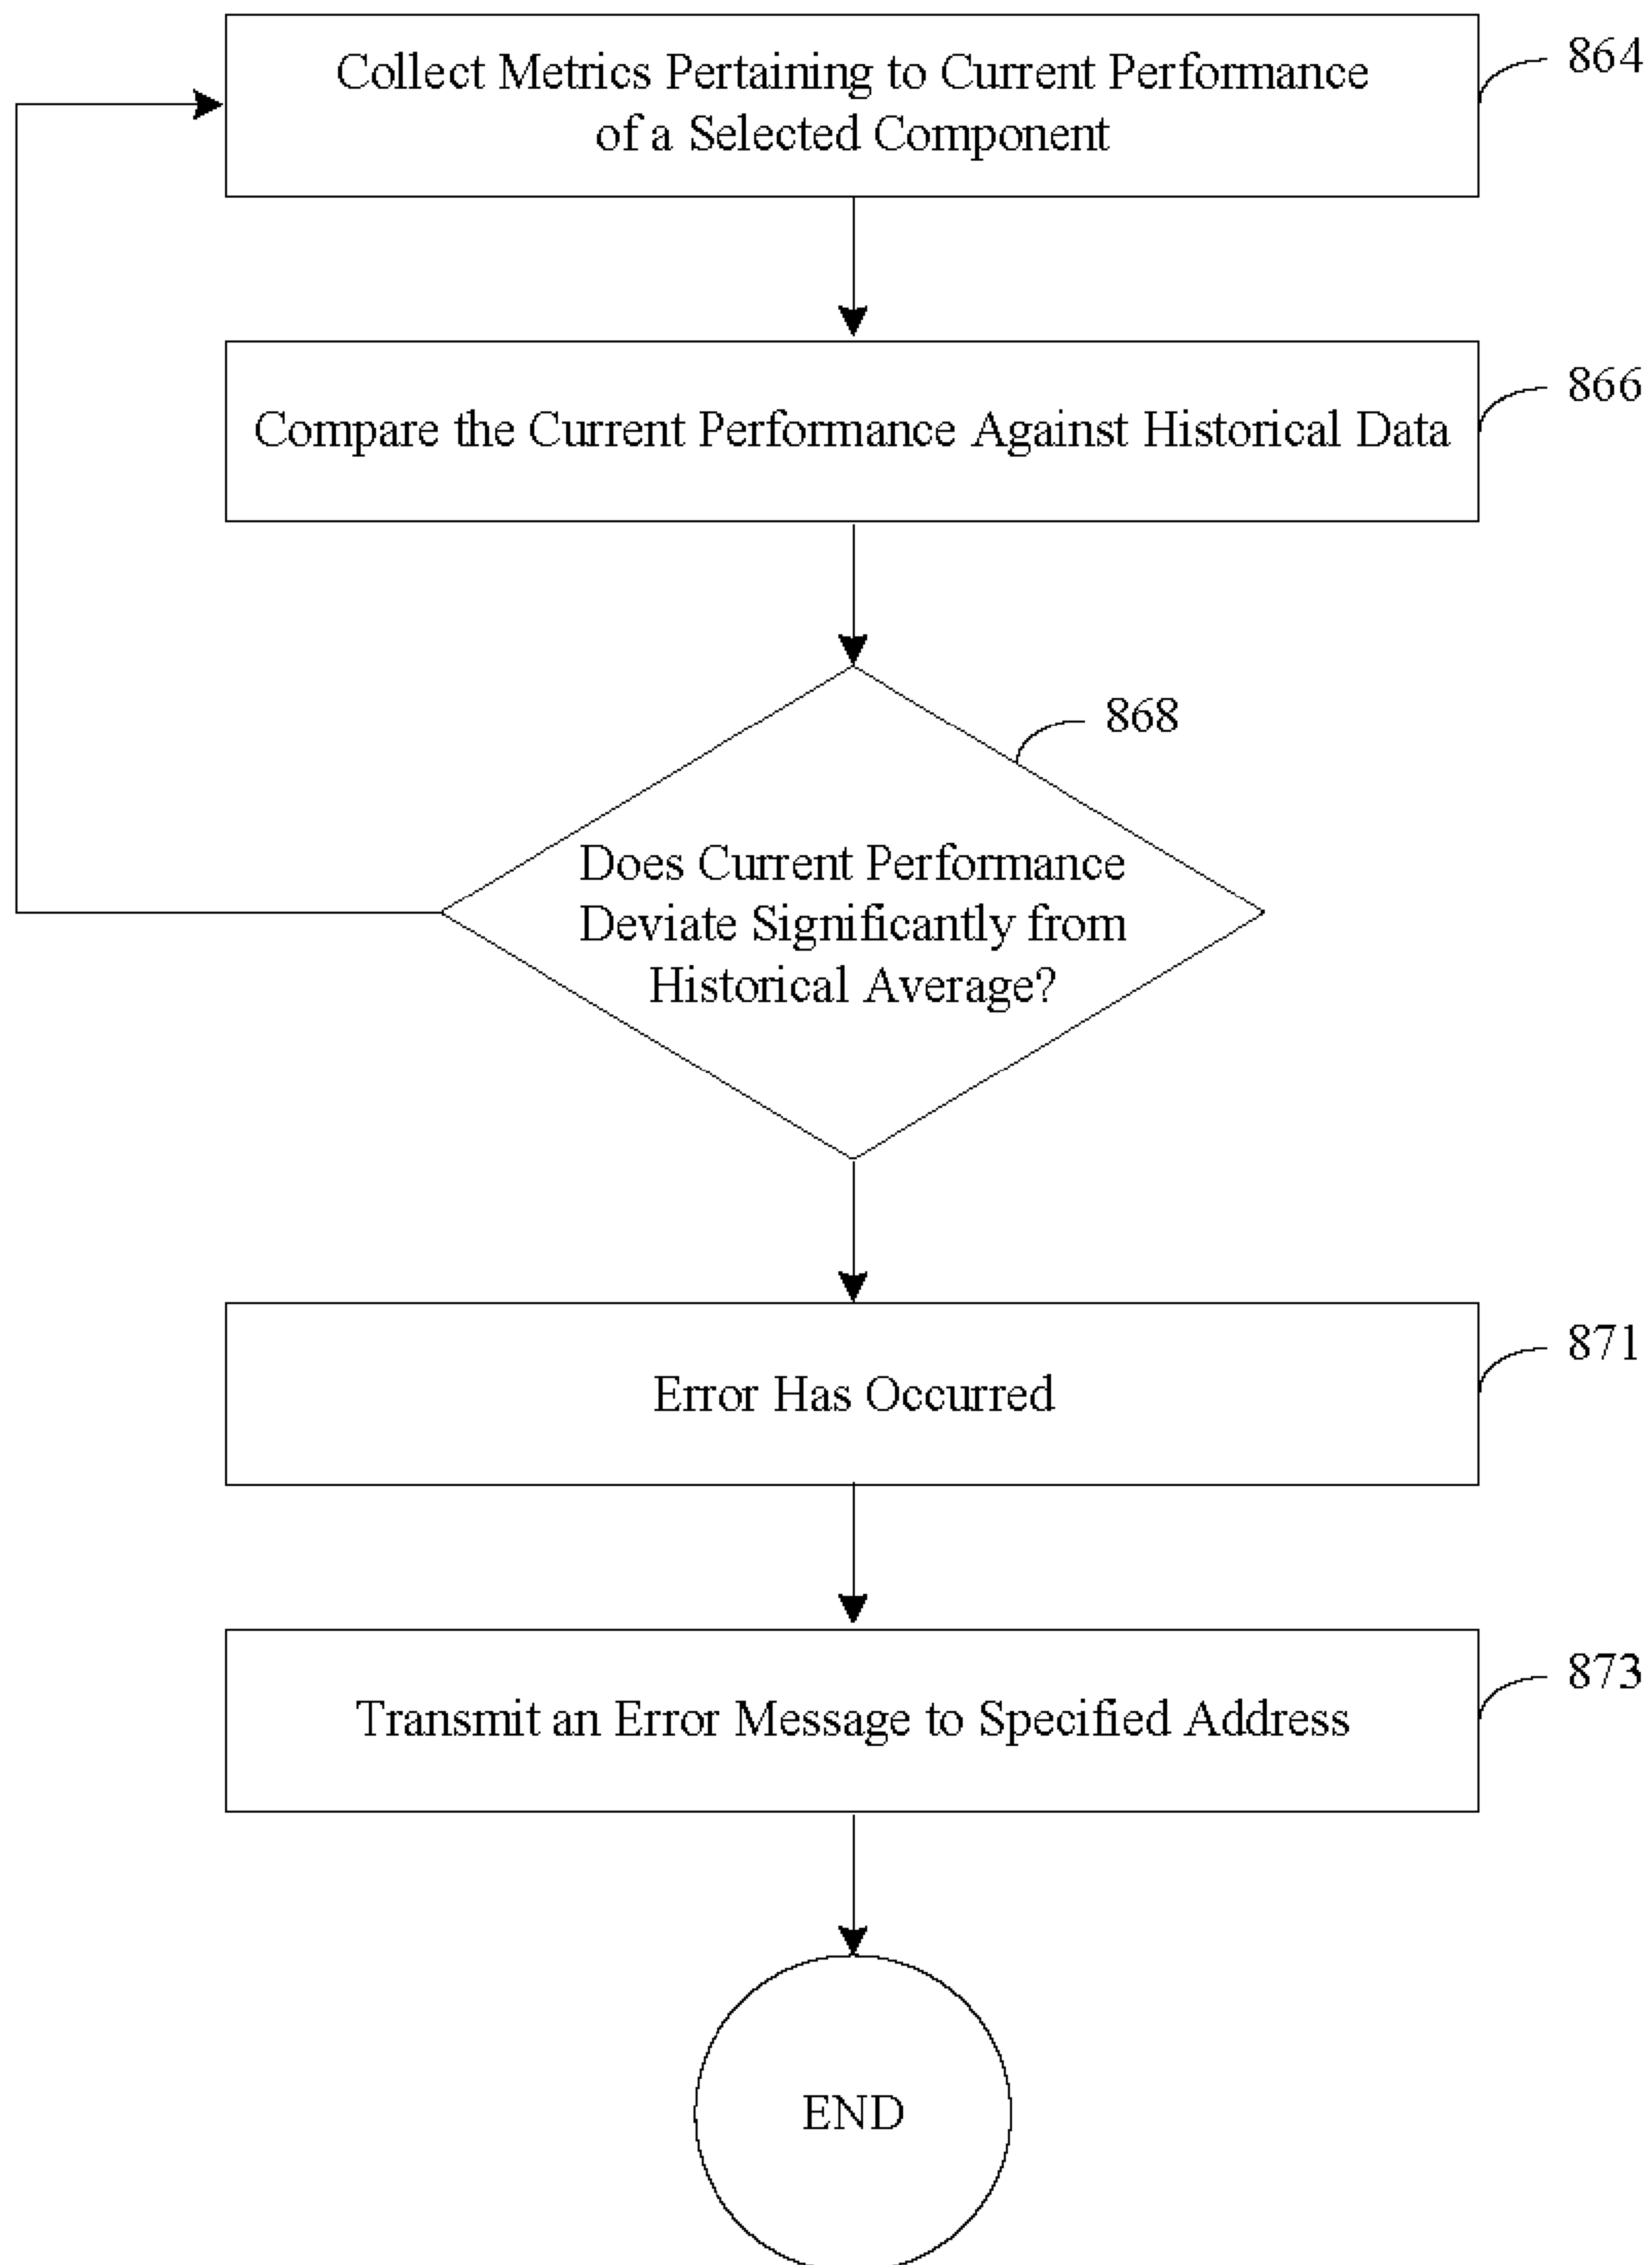 Collect Metrics Pertaining to Current Performance
of a Selected Component
864
Compare the Current Performance Against Historical Data
866
868
Does Current Performance
Deviate Significantly from
Historical Average?
Error Has Occurred
871
Transmit an Error Message to Specified Address
873
END